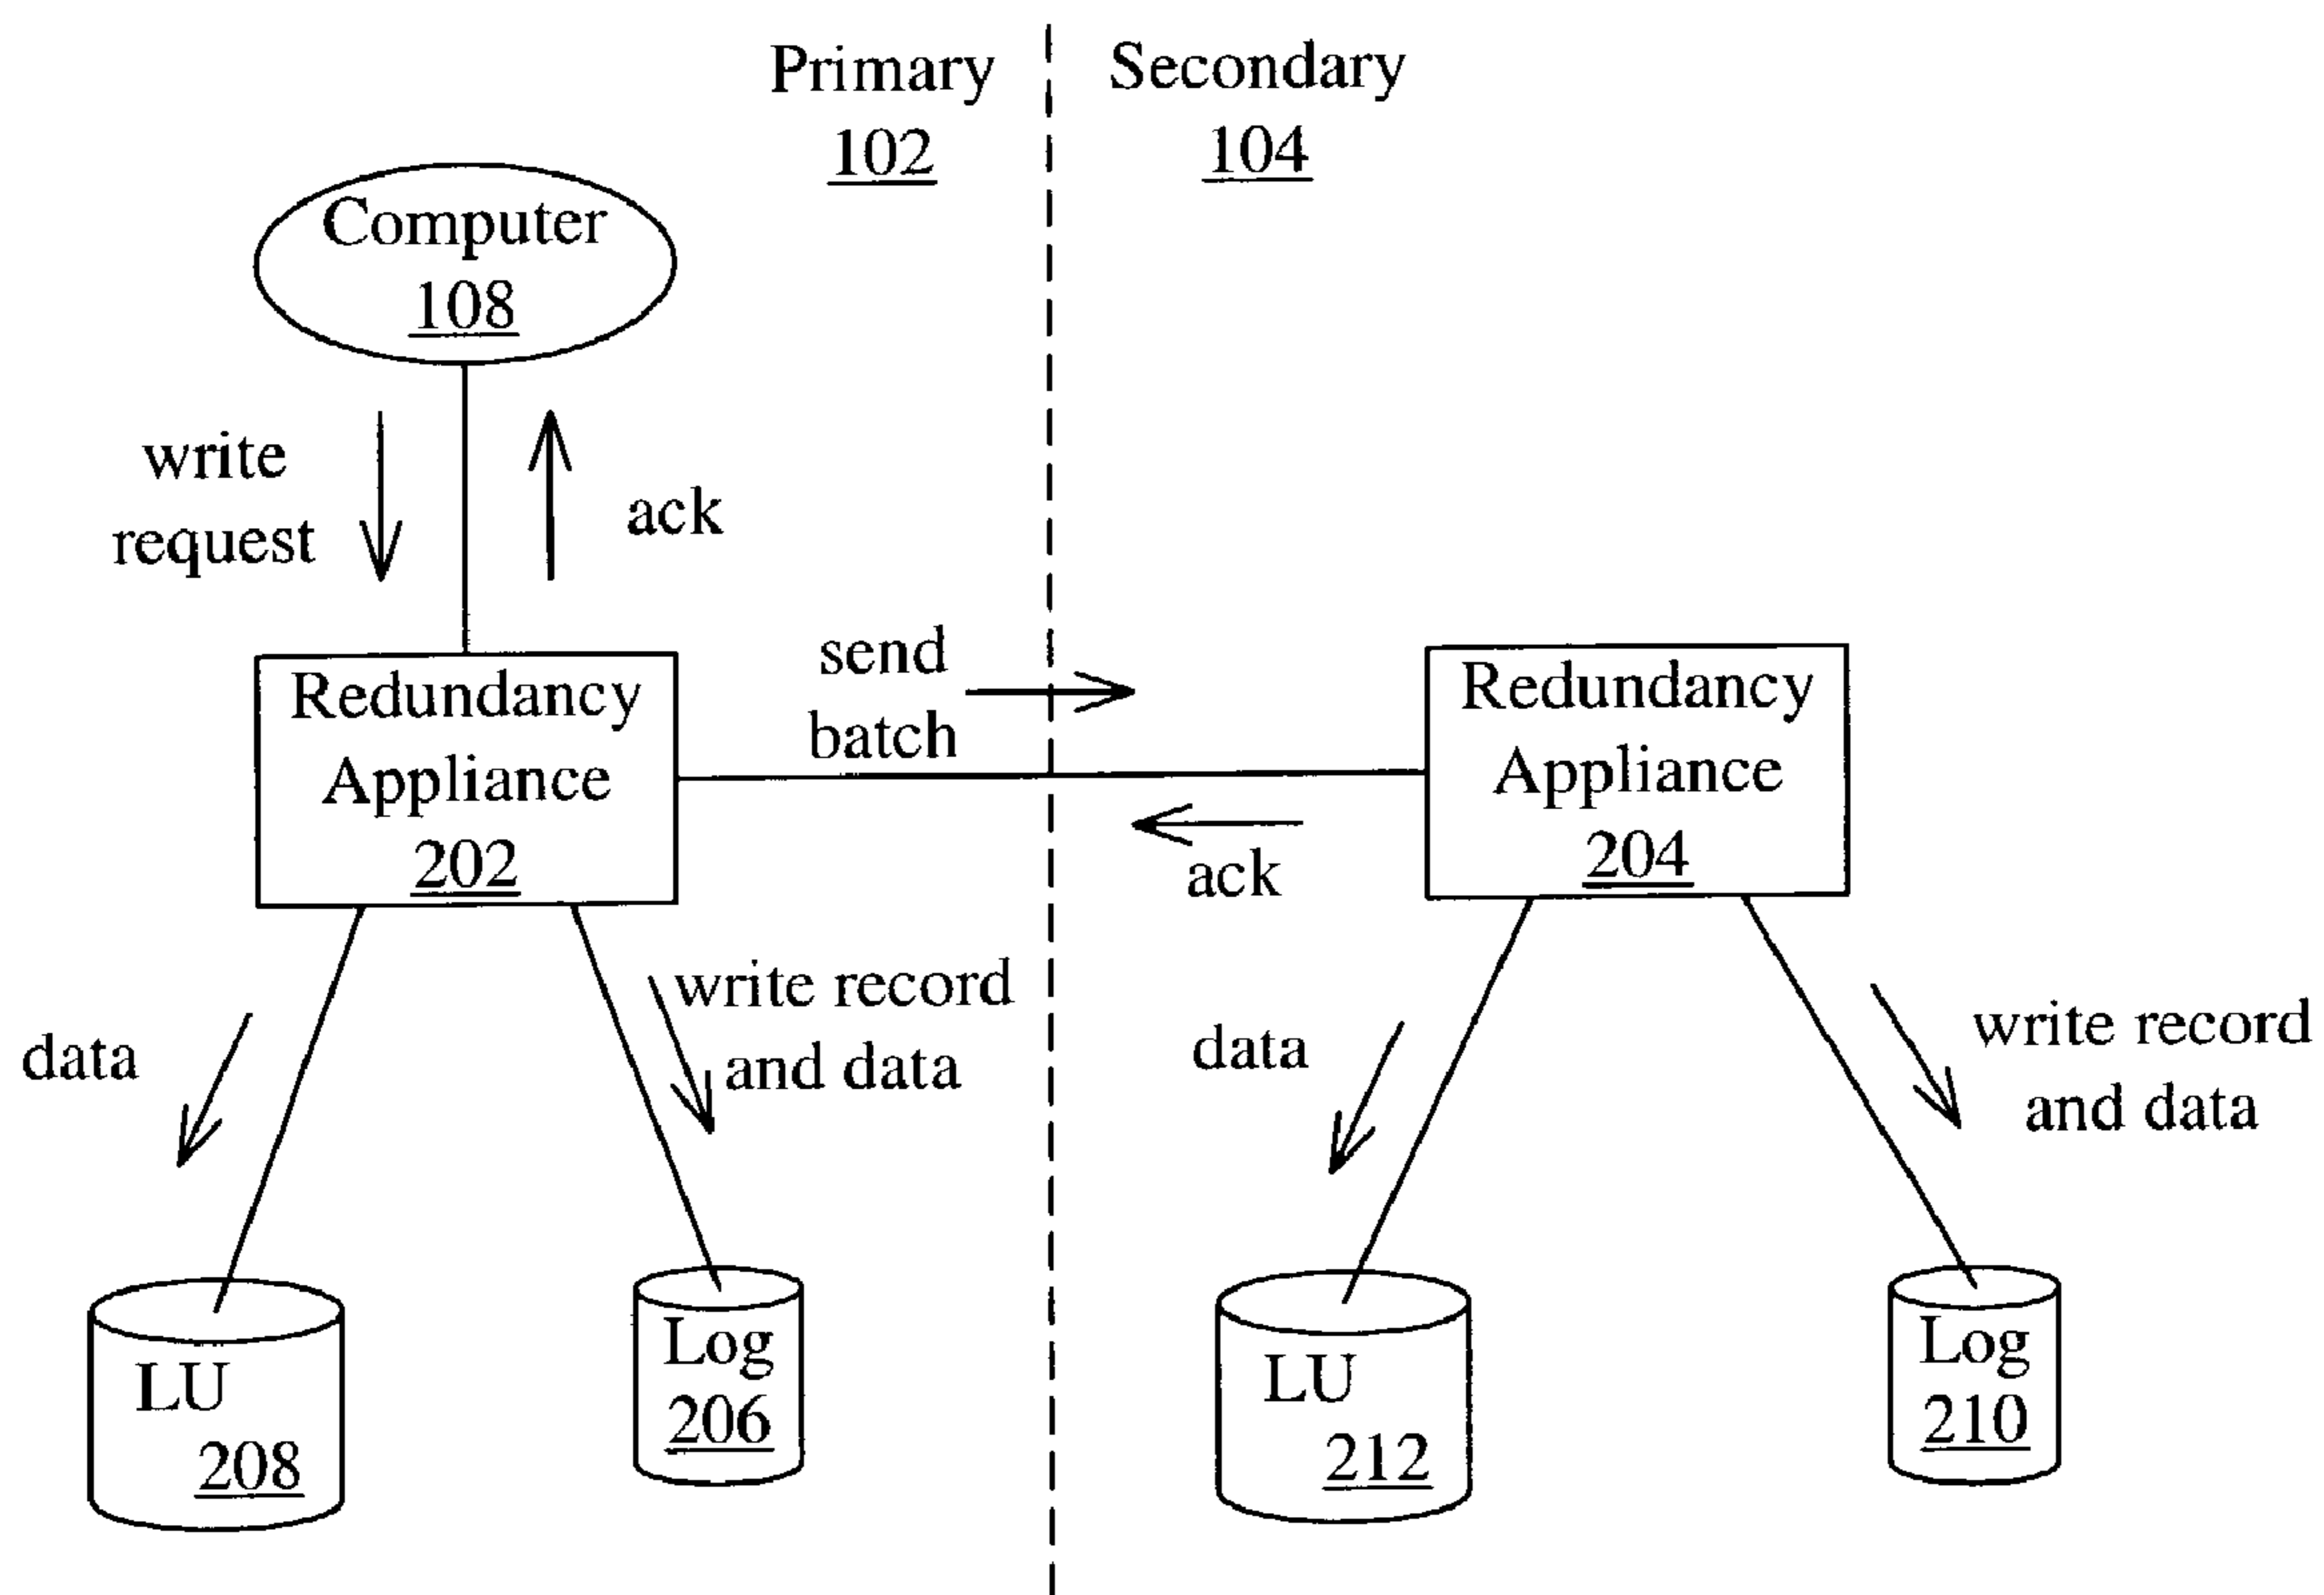 Primary
102
Secondary
104
Computer
108
write
request
ack
send
batch
Redundancy
Appliance
202
Redundancy
Appliance
204
ack
data
write record
and data
data
write record
and data
LU
208
Log
206
LU
212
Log
210